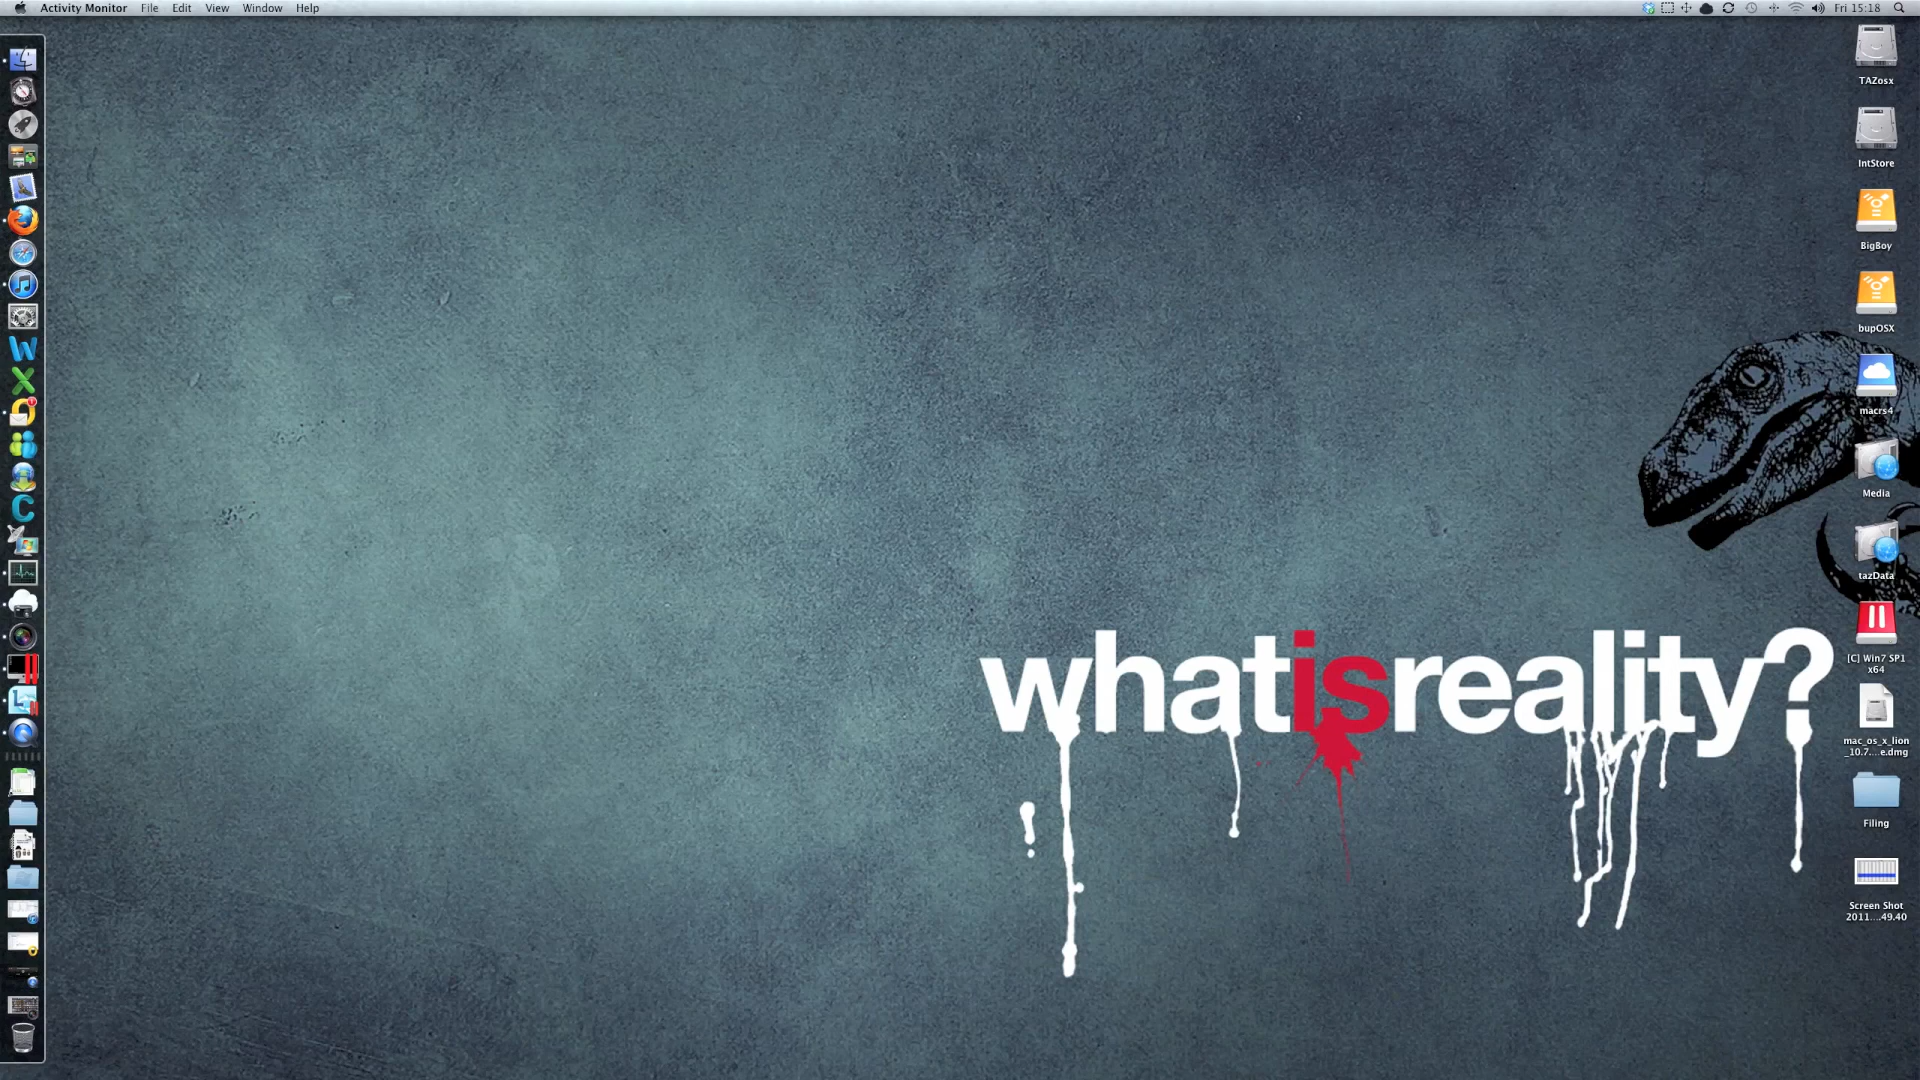 Activity Monitor File Edit View Window Help
Fri 15:18
TAZosx
IntStore
BigBoy
bupOSX
macrs4
Media
tazData
whatisreality?
[C] Win7 SP1
x64
mac_os_x_lion
_10.7....e.dmg
Filing
Screen Shot
2011....49.40